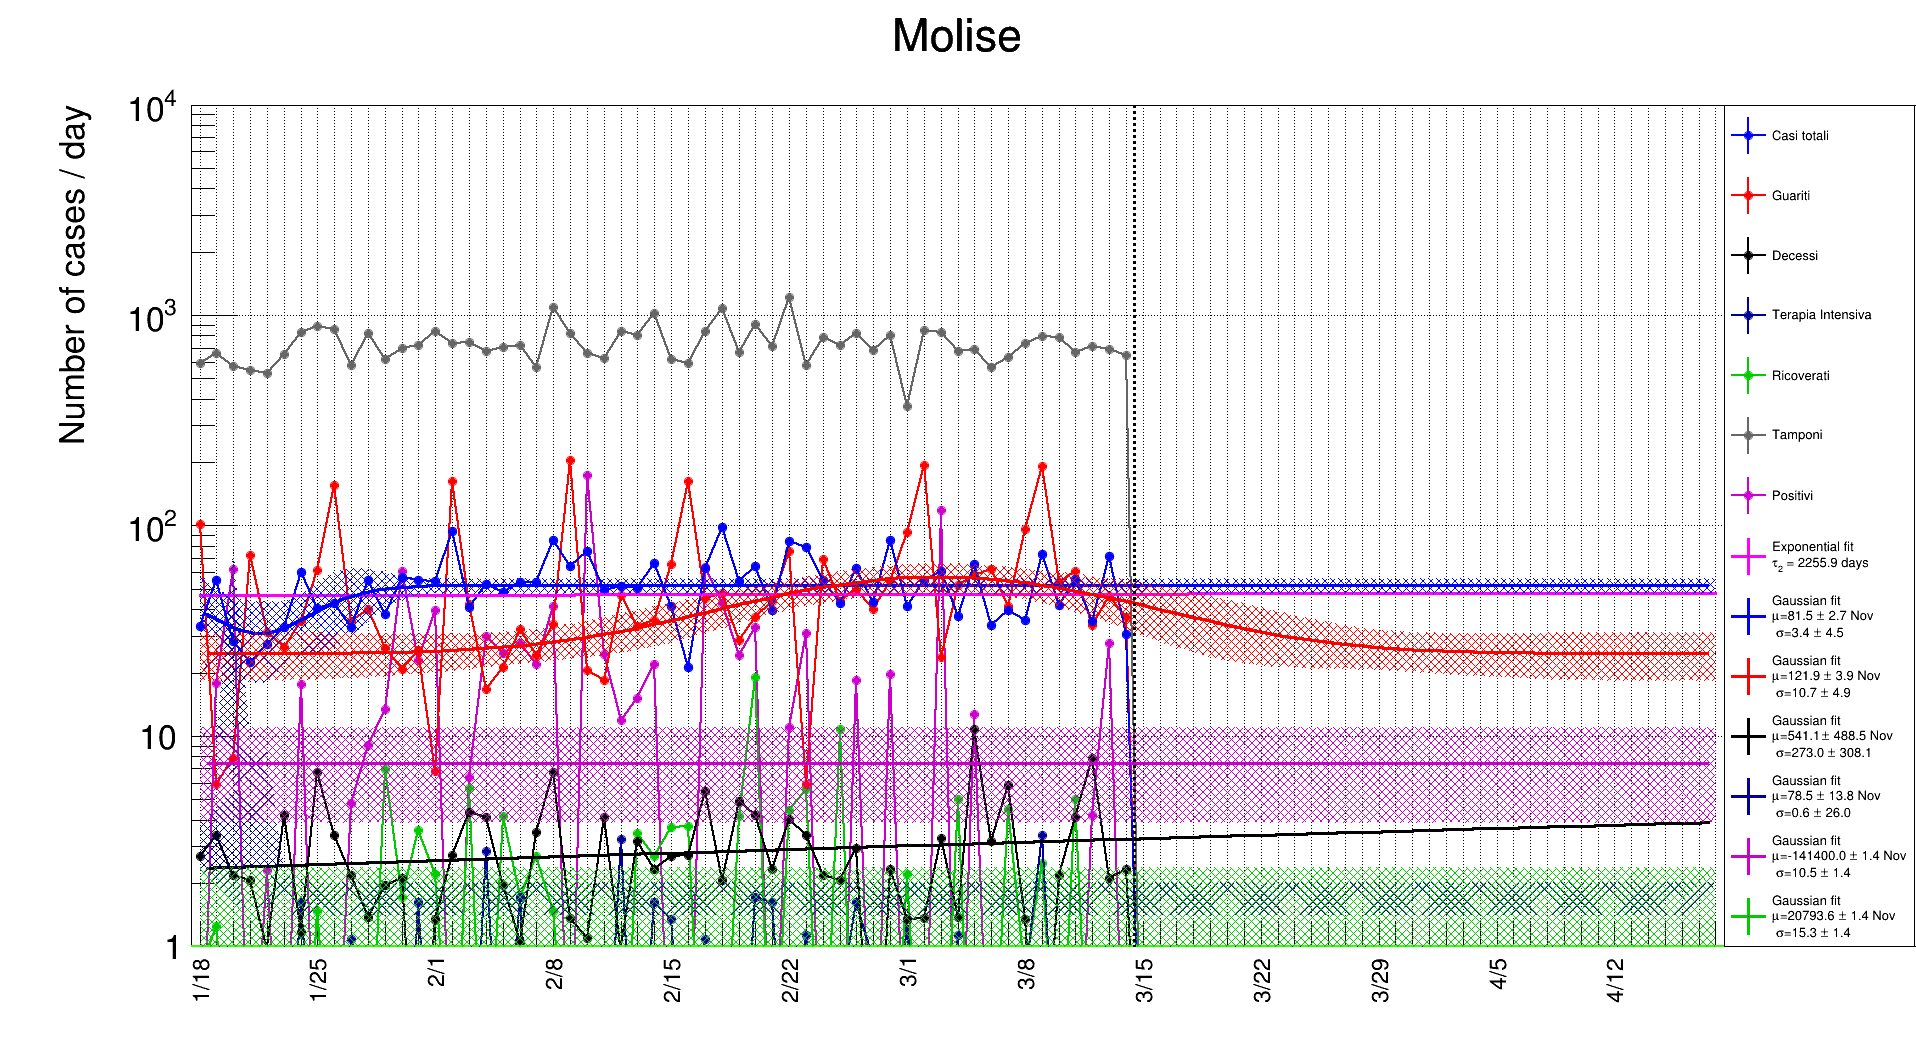 Molise
Number of cases / day
10^4
10^3
10^2
10
1
1/18
1/25
2/1
2/8
2/15
2/22
3/1
3/8
3/15
3/22
3/29
4/5
4/12
Casi totali
Guariti
Decessi
Terapia Intensiva
Ricoverati
Tamponi
Positivi
Exponential fit
τ₂ = 2255.9 days
Gaussian fit
μ=81.5 ± 2.7 Nov
σ=3.4 ± 4.5
Gaussian fit
μ=121.9 ± 3.9 Nov
σ=10.7 ± 4.9
Gaussian fit
μ=541.1 ± 488.5 Nov
σ=273.0 ± 308.1
Gaussian fit
μ=78.5 ± 13.8 Nov
σ=0.6 ± 26.0
Gaussian fit
μ=-141400.0 ± 1.4 Nov
σ=10.5 ± 1.4
Gaussian fit
μ=20793.6 ± 1.4 Nov
σ=15.3 ± 1.4